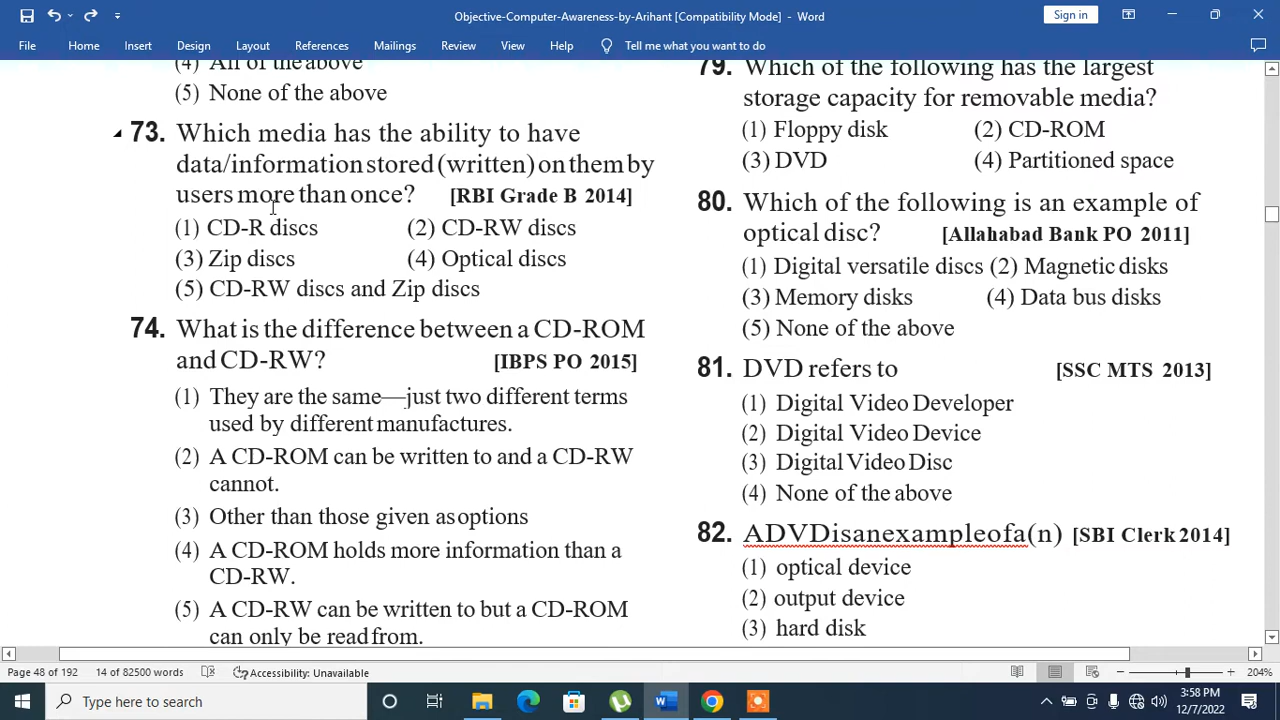 Objective-Computer-Awareness-by-Arihant [Compatibility Mode] - Word
Sign in
File Home Insert Design Layout References Mailings Review View Help Tell me what you want to do
(4) All of the above
(5) None of the above
73. Which media has the ability to have
data/information stored (written) on them by
users more than once? [RBI Grade B 2014]
(1) CD-R discs (2) CD-RW discs
(3) Zip discs (4) Optical discs
(5) CD-RW discs and Zip discs
74. What is the difference between a CD-ROM
and CD-RW? [IBPS PO 2015]
(1) They are the same—just two different terms
used by different manufactures.
(2) A CD-ROM can be written to and a CD-RW
cannot.
(3) Other than those given as options
(4) A CD-ROM holds more information than a
CD-RW.
(5) A CD-RW can be written to but a CD-ROM
can only be read from.
79. Which of the following has the largest
storage capacity for removable media?
(1) Floppy disk (2) CD-ROM
(3) DVD (4) Partitioned space
80. Which of the following is an example of
optical disc? [Allahabad Bank PO 2011]
(1) Digital versatile discs (2) Magnetic disks
(3) Memory disks (4) Data bus disks
(5) None of the above
81. DVD refers to [SSC MTS 2013]
(1) Digital Video Developer
(2) Digital Video Device
(3) Digital Video Disc
(4) None of the above
82. ADVDisanexampleofa(n) [SBI Clerk 2014]
(1) optical device
(2) output device
(3) hard disk
Page 48 of 192 14 of 82500 words Accessibility: Unavailable 204%
Type here to search
3:58 PM
12/7/2022